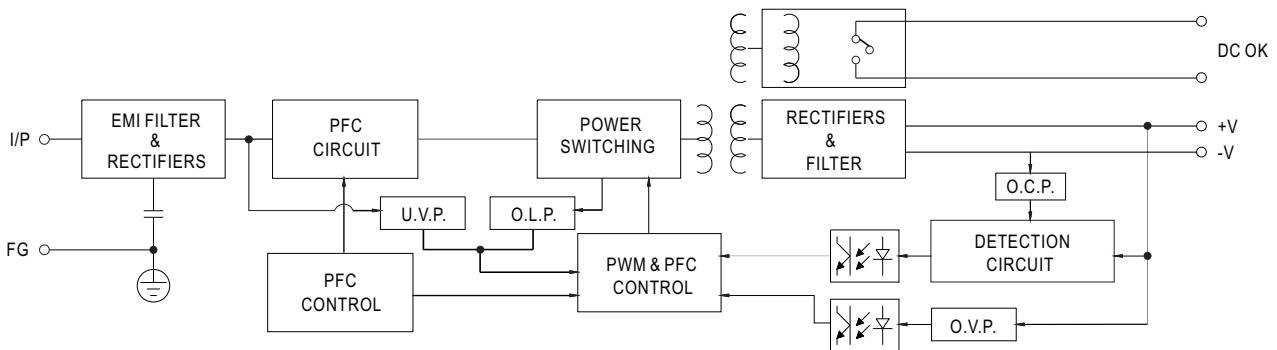 DC OK
I/P
EMI FILTER
&
RECTIFIERS
PFC
CIRCUIT
POWER
SWITCHING
RECTIFIERS
&
FILTER
+V
-V
O.C.P.
U.V.P.
O.L.P.
FG
PFC
CONTROL
PWM & PFC
CONTROL
DETECTION
CIRCUIT
O.V.P.